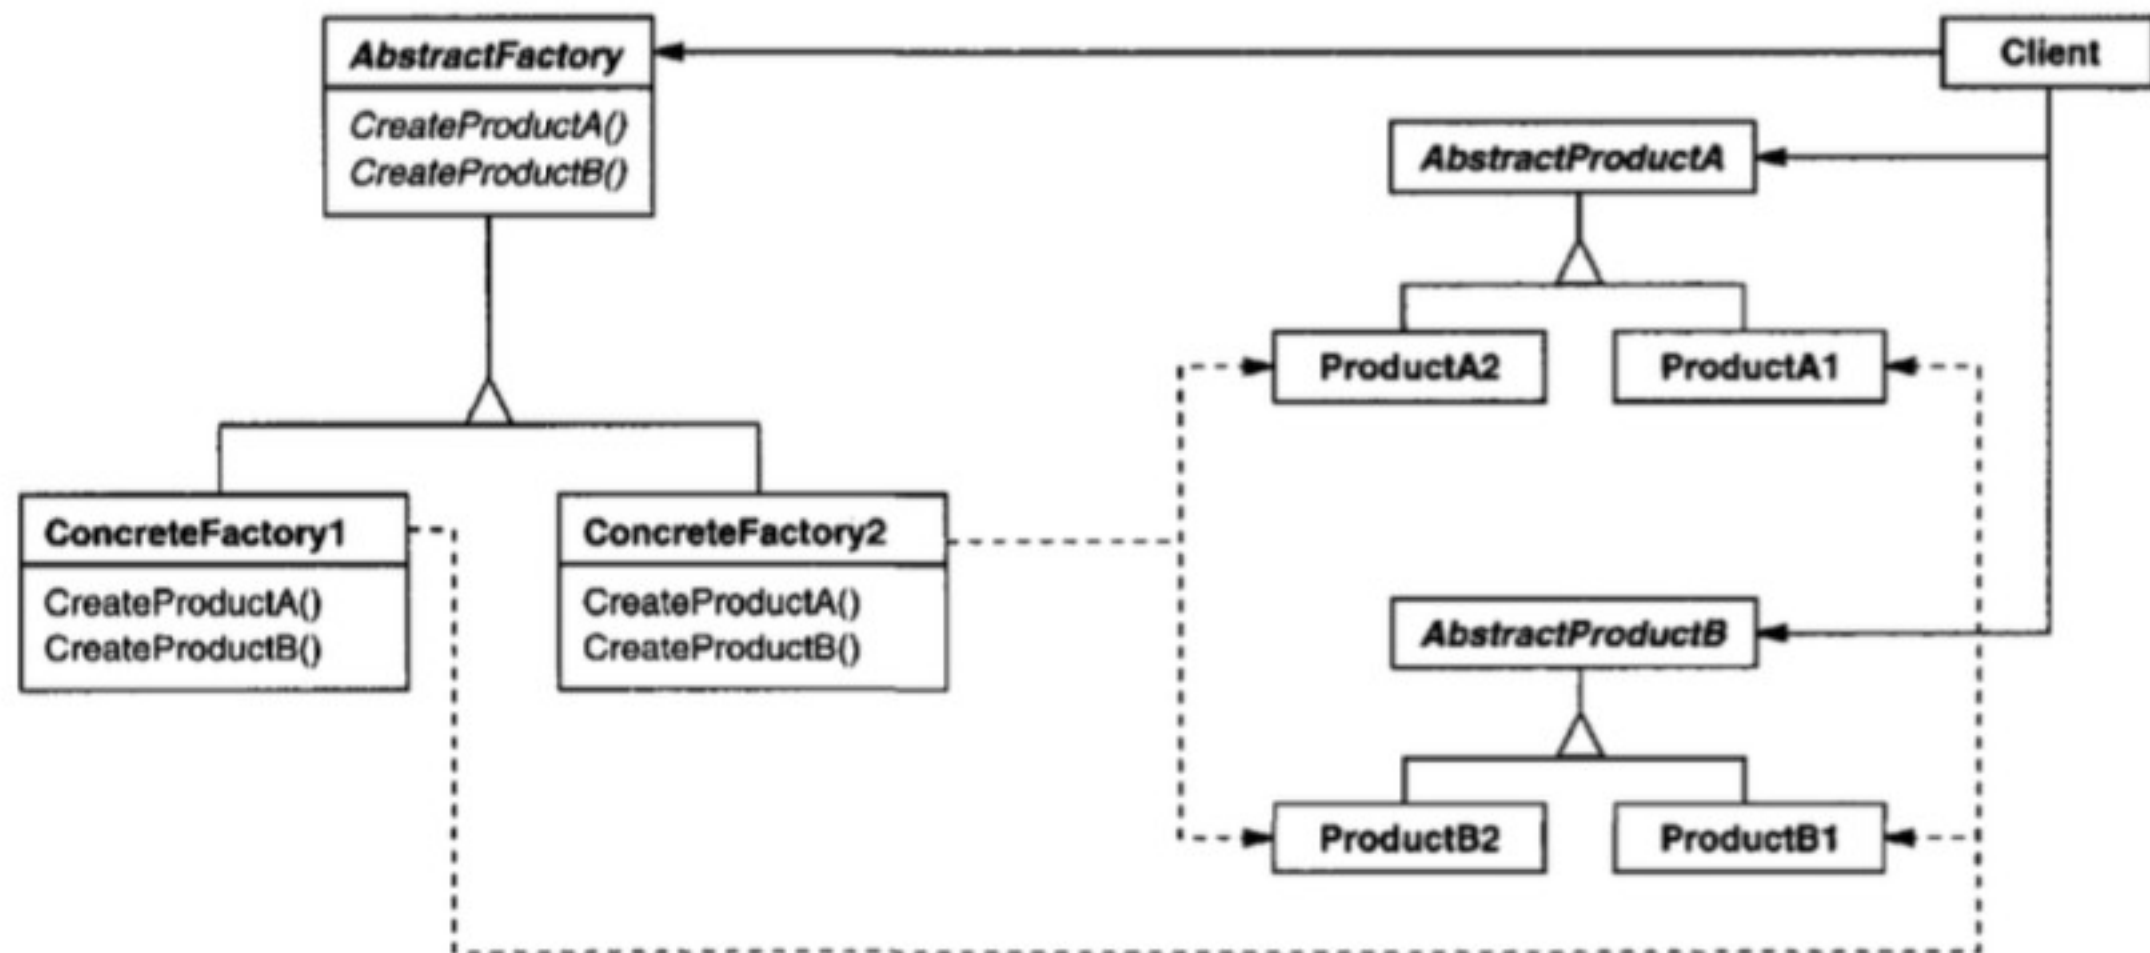 AbstractFactory
CreateProductA()
CreateProductB()
Client
AbstractProductA
ProductA2
ProductA1
ConcreteFactory1
CreateProductA()
CreateProductB()
ConcreteFactory2
CreateProductA()
CreateProductB()
AbstractProductB
ProductB2
ProductB1